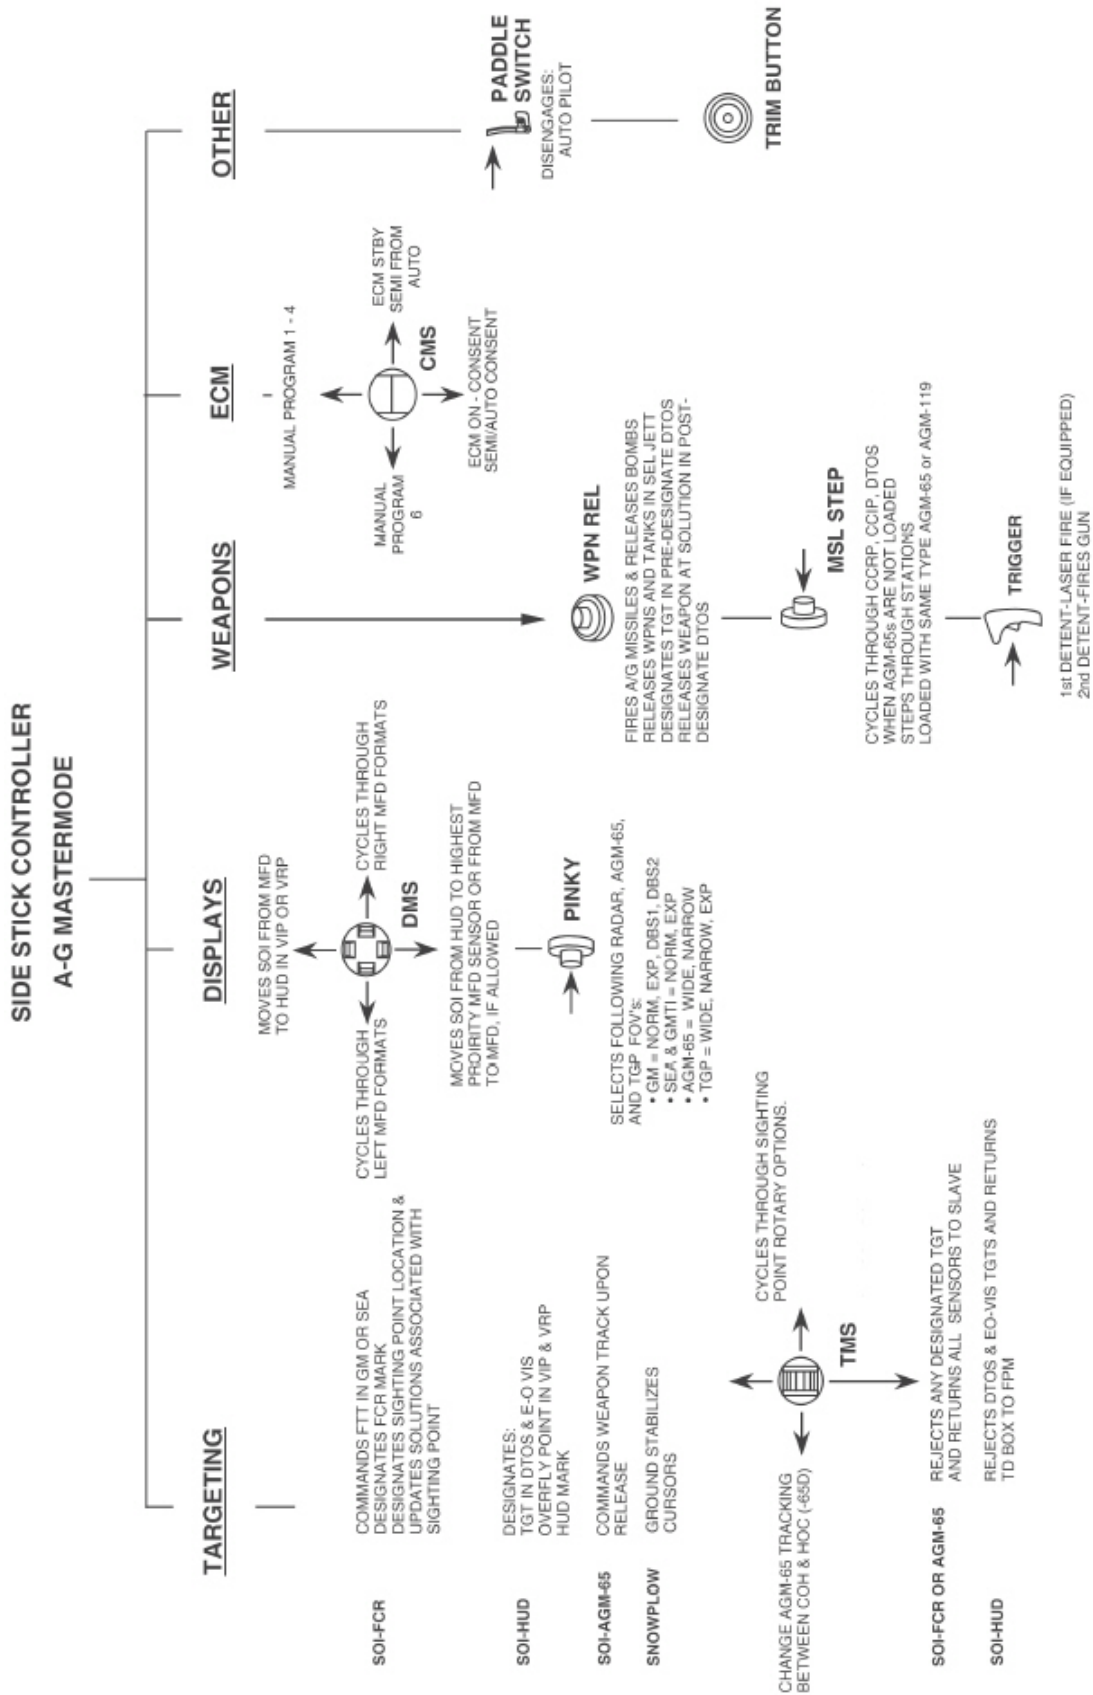 SIDE STICK CONTROLLER
A-G MASTERMODE
TARGETING
DISPLAYS
WEAPONS
ECM
OTHER
SOI-FCR
COMMANDS FTT IN GM OR SEA
DESIGNATES FCR MARK
DESIGNATES SIGHTING POINT LOCATION &
UPDATES SOLUTIONS ASSOCIATED WITH
SIGHTING POINT
SOI-HUD
DESIGNATES:
TGT IN DTOS & E-O VIS
OVERFLY POINT IN VIP & VRP
HUD MARK
SOI-AGM-65
COMMANDS WEAPON TRACK UPON
RELEASE
SNOWPLOW
GROUND STABILIZES
CURSORS
CHANGE AGM-65 TRACKING
BETWEEN COH & HOC (-65D)
TMS
CYCLES THROUGH SIGHTING
POINT ROTARY OPTIONS.
SOI-FCR OR AGM-65
REJECTS ANY DESIGNATED TGT
AND RETURNS ALL SENSORS TO SLAVE
SOI-HUD
REJECTS DTOS & EO-VIS TGTS AND RETURNS
TD BOX TO FPM
MOVES SOI FROM MFD
TO HUD IN VIP OR VRP
CYCLES THROUGH
LEFT MFD FORMATS
CYCLES THROUGH
RIGHT MFD FORMATS
DMS
MOVES SOI FROM HUD TO HIGHEST
PROIRITY MFD SENSOR OR FROM MFD
TO MFD, IF ALLOWED
PINKY
SELECTS FOLLOWING RADAR, AGM-65,
AND TGP FOV's:
• GM = NORM, EXP, DBS1, DBS2
• SEA & GMTI = NORM, EXP
• AGM-65 = WIDE, NARROW
• TGP = WIDE, NARROW, EXP
WPN REL
FIRES A/G MISSILES & RELEASES BOMBS
RELEASES WPNS AND TANKS IN SEL JETT
DESIGNATES TGT IN PRE-DESIGNATE DTOS
RELEASES WEAPON AT SOLUTION IN POST-
DESIGNATE DTOS
MSL STEP
CYCLES THROUGH CCRP, CCIP, DTOS
WHEN AGM-65s ARE NOT LOADED
STEPS THROUGH STATIONS
LOADED WITH SAME TYPE AGM-65 or AGM-119
TRIGGER
1st DETENT-LASER FIRE (IF EQUIPPED)
2nd DETENT-FIRES GUN
MANUAL PROGRAM 1 - 4
MANUAL
PROGRAM
6
ECM STBY
SEMI FROM
AUTO
CMS
ECM ON - CONSENT
SEMI/AUTO CONSENT
PADDLE
SWITCH
DISENGAGES:
AUTO PILOT
TRIM BUTTON